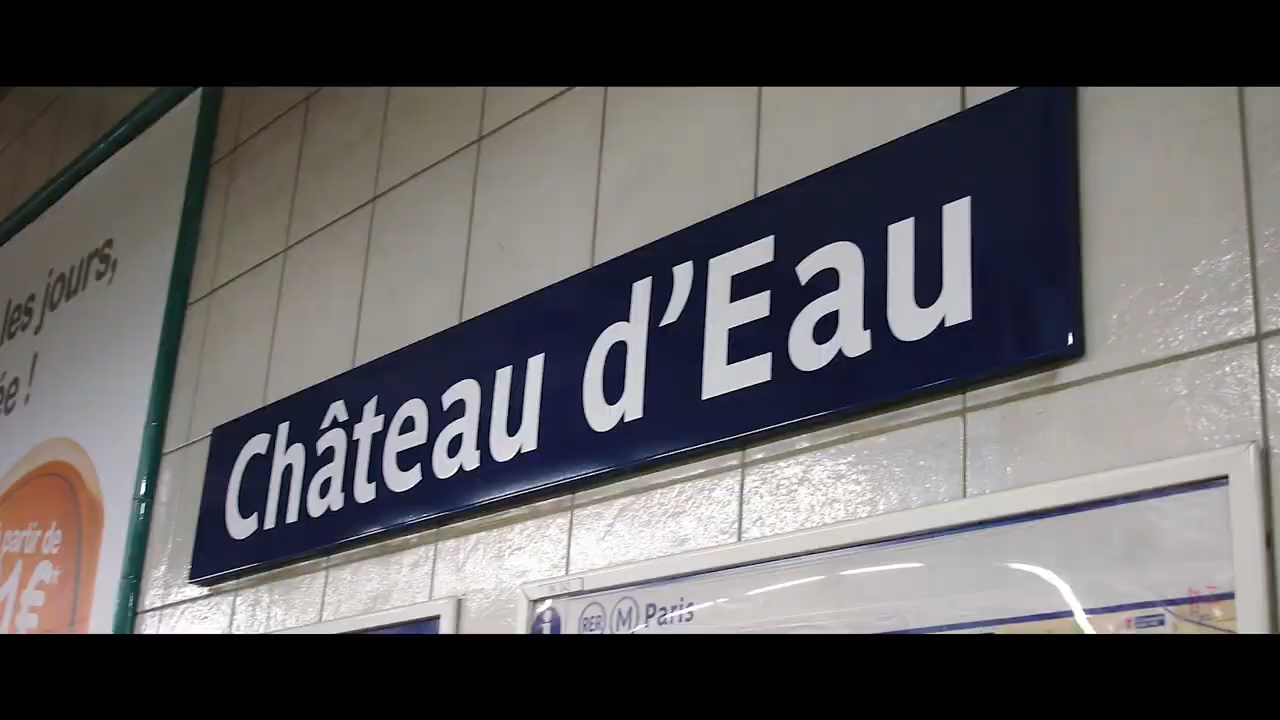 les jours,
ée !
partir de
1€*
Château d'Eau
RER M Paris